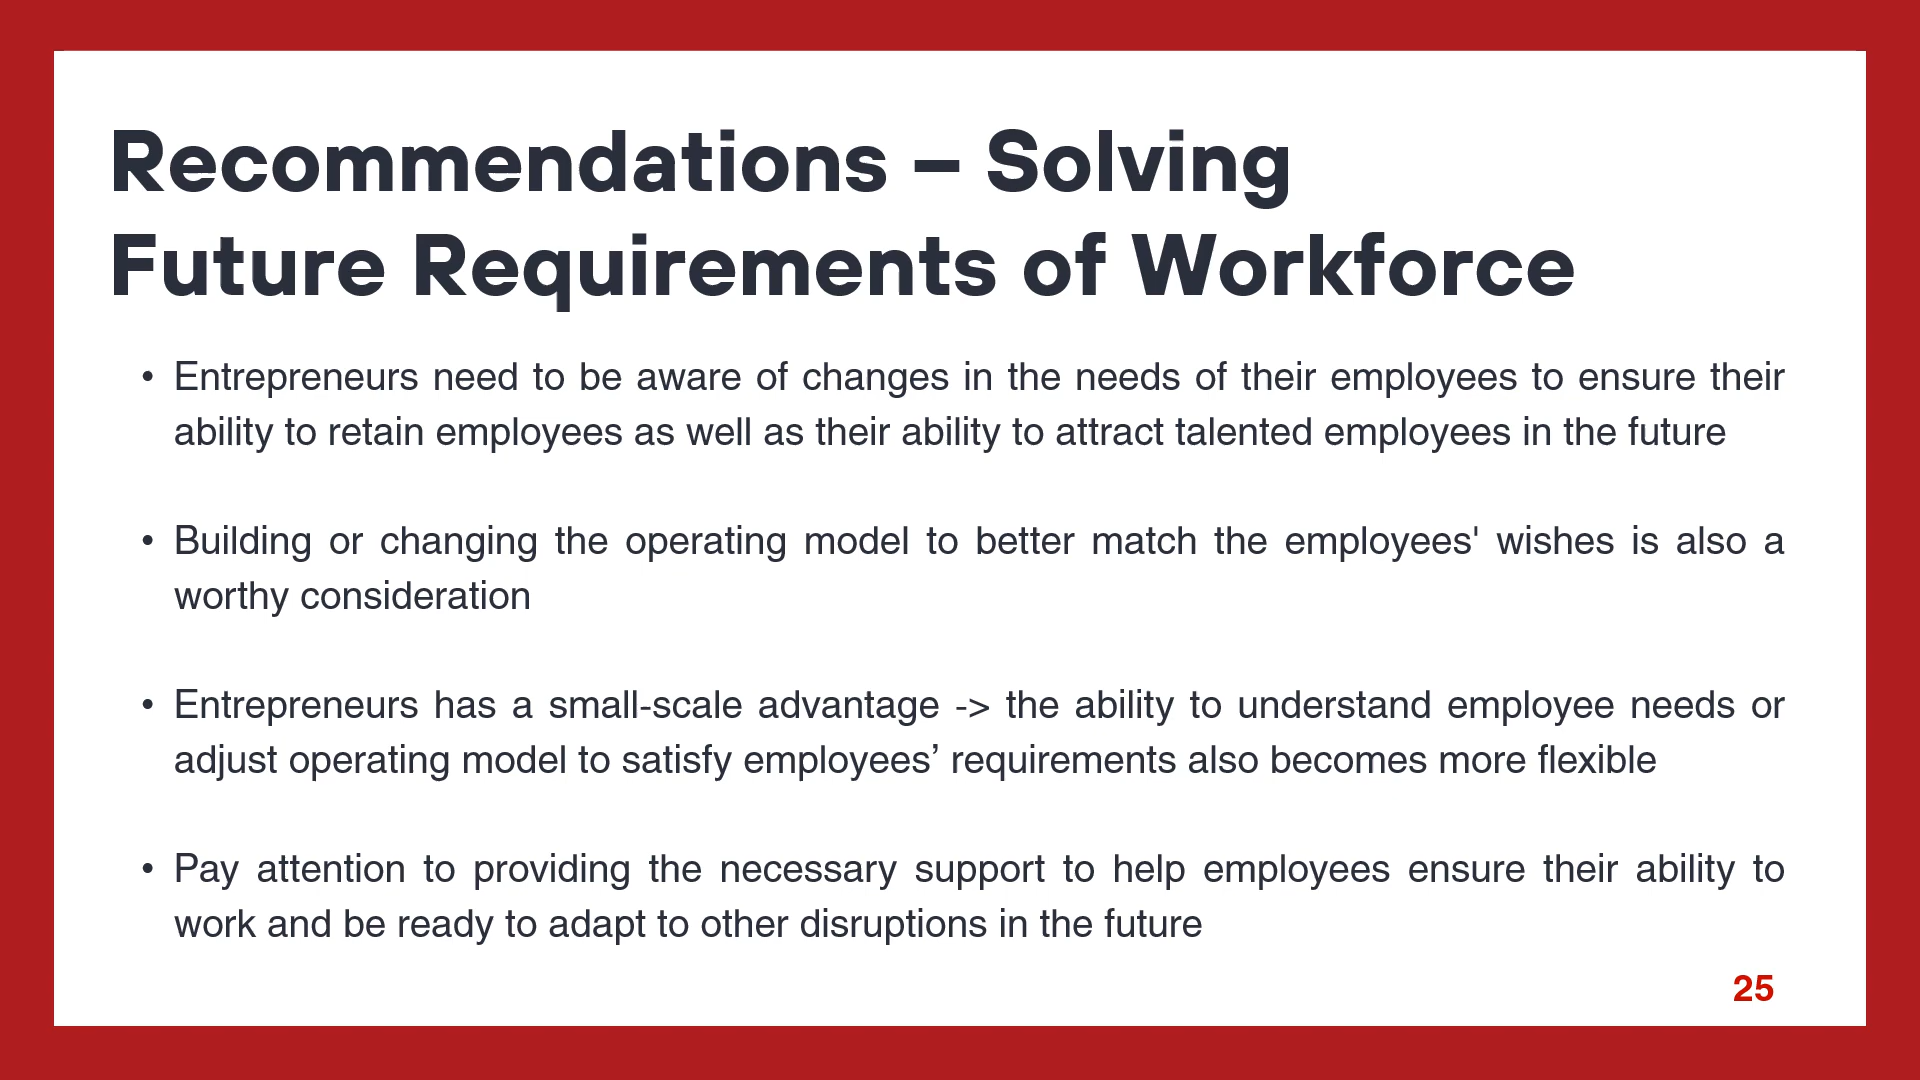 Recommendations – Solving
Future Requirements of Workforce
• Entrepreneurs need to be aware of changes in the needs of their employees to ensure their
ability to retain employees as well as their ability to attract talented employees in the future
• Building or changing the operating model to better match the employees' wishes is also a
worthy consideration
• Entrepreneurs has a small-scale advantage -> the ability to understand employee needs or
adjust operating model to satisfy employees’ requirements also becomes more flexible
• Pay attention to providing the necessary support to help employees ensure their ability to
work and be ready to adapt to other disruptions in the future
25